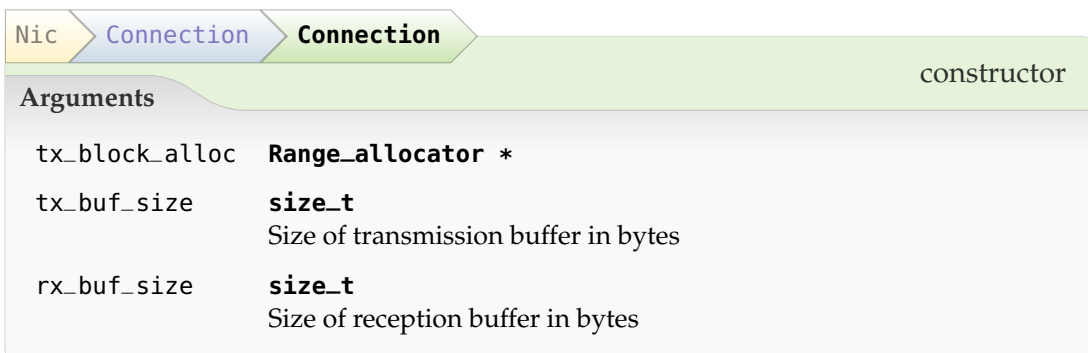 Nic Connection Connection
constructor
Arguments
tx_block_alloc Range_allocator *
tx_buf_size size_t
Size of transmission buffer in bytes
rx_buf_size size_t
Size of reception buffer in bytes